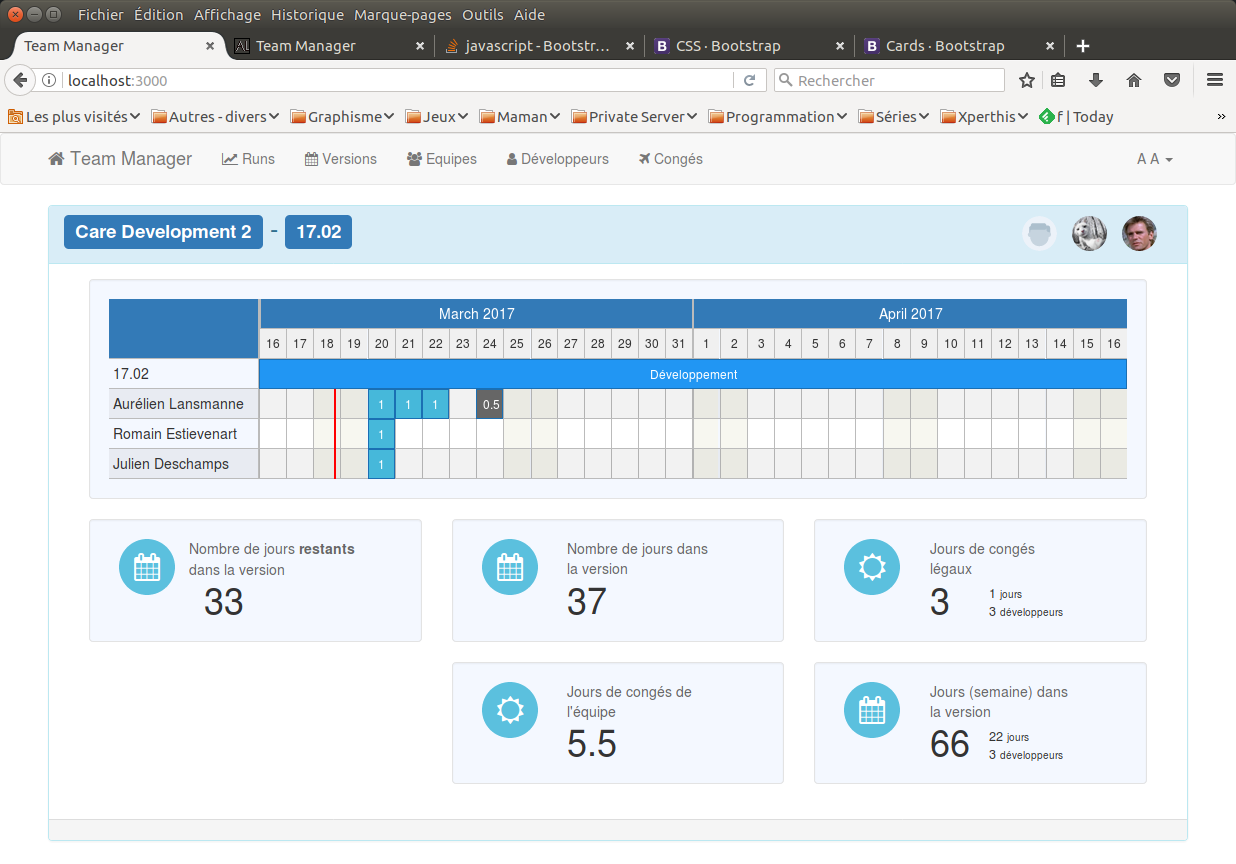 Fichier Édition Affichage Historique Marque-pages Outils Aide
Team Manager × Team Manager × javascript - Bootstr... × CSS · Bootstrap × Cards · Bootstrap ×
localhost:3000 Rechercher
Les plus visités Autres - divers Graphisme Jeux Maman Private Server Programmation Séries Xperthis f | Today »
Team Manager Runs Versions Equipes Développeurs Congés A A
Care Development 2 - 17.02
March 2017 April 2017
16 17 18 19 20 21 22 23 24 25 26 27 28 29 30 31 1 2 3 4 5 6 7 8 9 10 11 12 13 14 15 16
17.02 Développement
Aurélien Lansmanne 1 1 1 0.5
Romain Estievenart 1
Julien Deschamps 1
Nombre de jours restants
dans la version
33
Nombre de jours dans
la version
37
Jours de congés
légaux
3 1 jours
3 développeurs
Jours de congés de
l'équipe
5.5
Jours (semaine) dans
la version
66 22 jours
3 développeurs